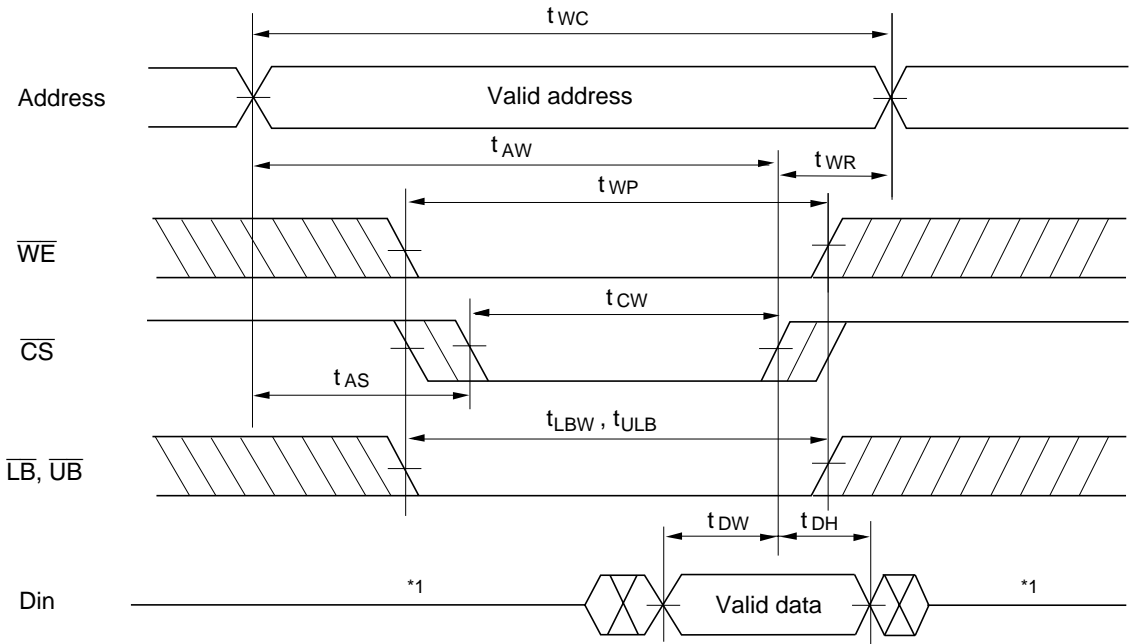 t WC
Address
Valid address
t AW
t WR
t WP
WE
t CW
CS
t AS
t LBW , t ULB
LB, UB
t DW
t DH
Din
*1
Valid data
*1